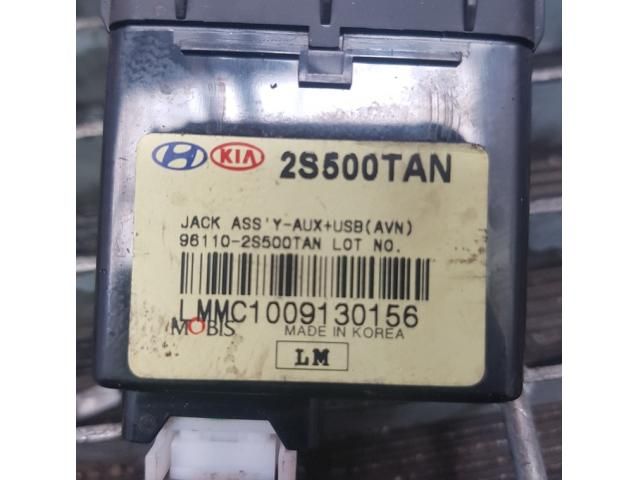 KIA 2S500TAN
JACK ASS'Y-AUX+USB(AVN)
96110-2S500TAN LOT NO.
LMMC1009130156
MOBIS MADE IN KOREA
LM